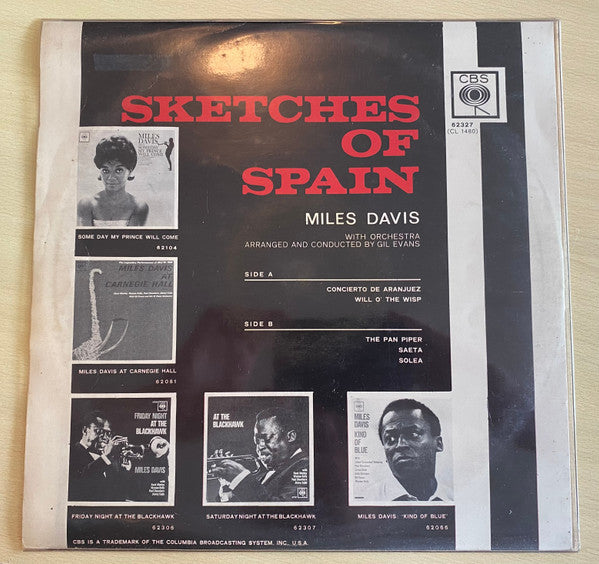 CBS
62327
(CL 1480)
SKETCHES
OF
SPAIN
MILES DAVIS
WITH ORCHESTRA
ARRANGED AND CONDUCTED BY GIL EVANS
SIDE A
CONCIERTO DE ARANJUEZ
WILL O' THE WISP
SIDE B
THE PAN PIPER
SAETA
SOLEA
MILES
DAVIS
SOME DAY MY PRINCE WILL COME
62104
MILES DAVIS
AT
CARNEGIE HALL
MILES DAVIS AT CARNEGIE HALL
62081
FRIDAY NIGHT
AT THE
BLACKHAWK
MILES DAVIS
FRIDAY NIGHT AT THE BLACKHAWK
62306
AT THE
BLACKHAWK
SATURDAY NIGHT AT THE BLACKHAWK
62307
MILES
DAVIS
KIND
OF
BLUE
MILES DAVIS: 'KIND OF BLUE'
62066
CBS IS A TRADEMARK OF THE COLUMBIA BROADCASTING SYSTEM, INC. U.S.A.